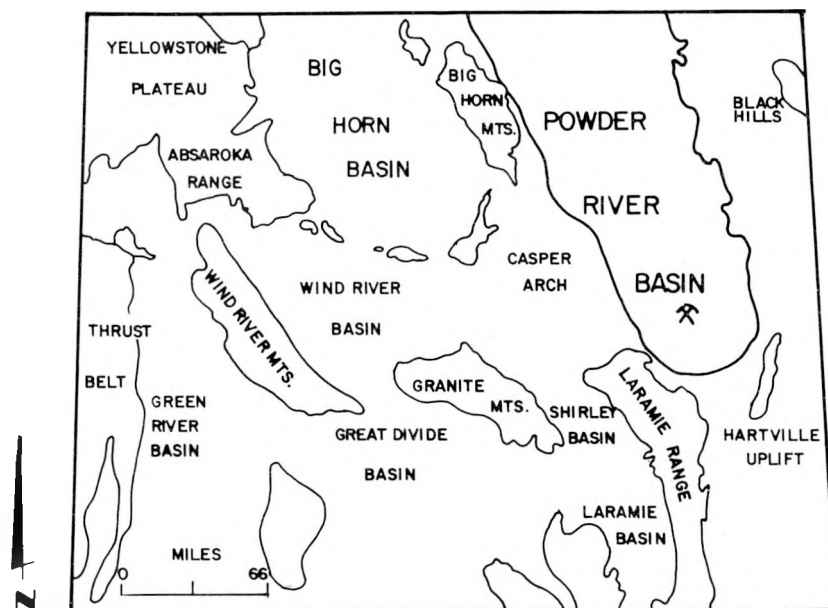 YELLOWSTONE
PLATEAU
BIG
HORN
BASIN
BIG
HORN
MTS.
POWDER
RIVER
BASIN
BLACK
HILLS
ABSAROKA
RANGE
WIND RIVER MTS.
WIND RIVER
BASIN
CASPER
ARCH
THRUST
BELT
GREEN
RIVER
BASIN
GRANITE
MTS.
GREAT DIVIDE
BASIN
SHIRLEY
BASIN
LARAMIE RANGE
HARTVILLE
UPLIFT
LARAMIE
BASIN
MILES
0 66
N